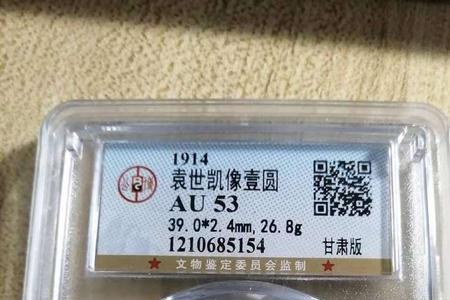 1914
袁世凯像壹圆
AU 53
39.0*2.4mm,26.8g
1210685154
甘肃版
文物鉴定委员会监制